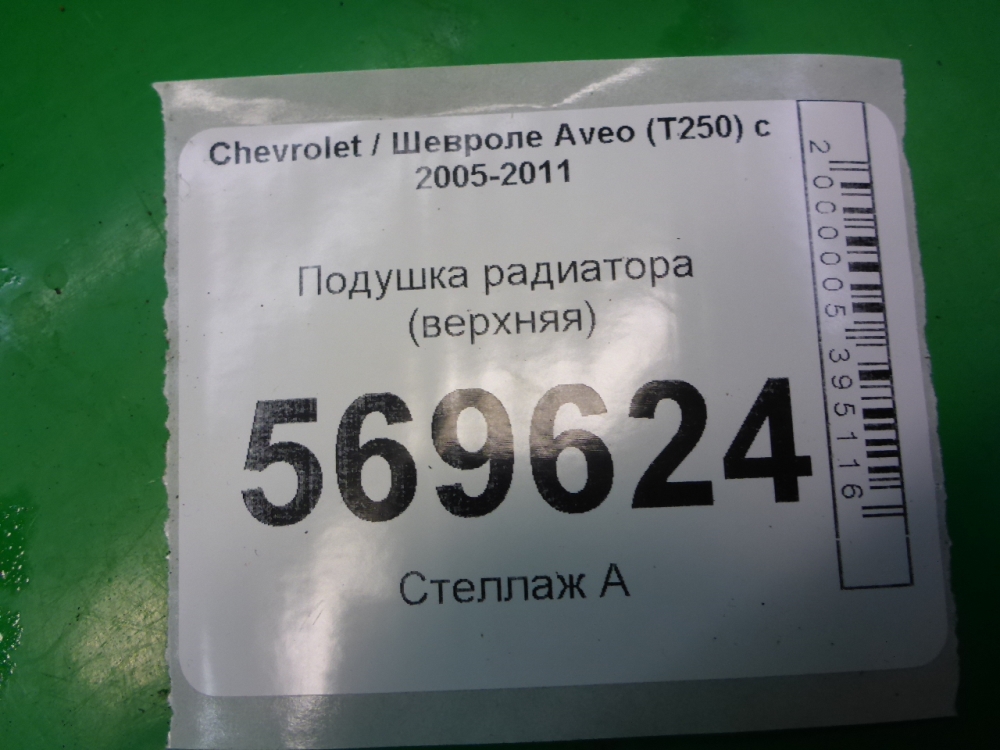 Chevrolet / Шевроле Aveo (T250) с
2005-2011
Подушка радиатора
(верхняя)
569624
Стеллаж А
2000005395116